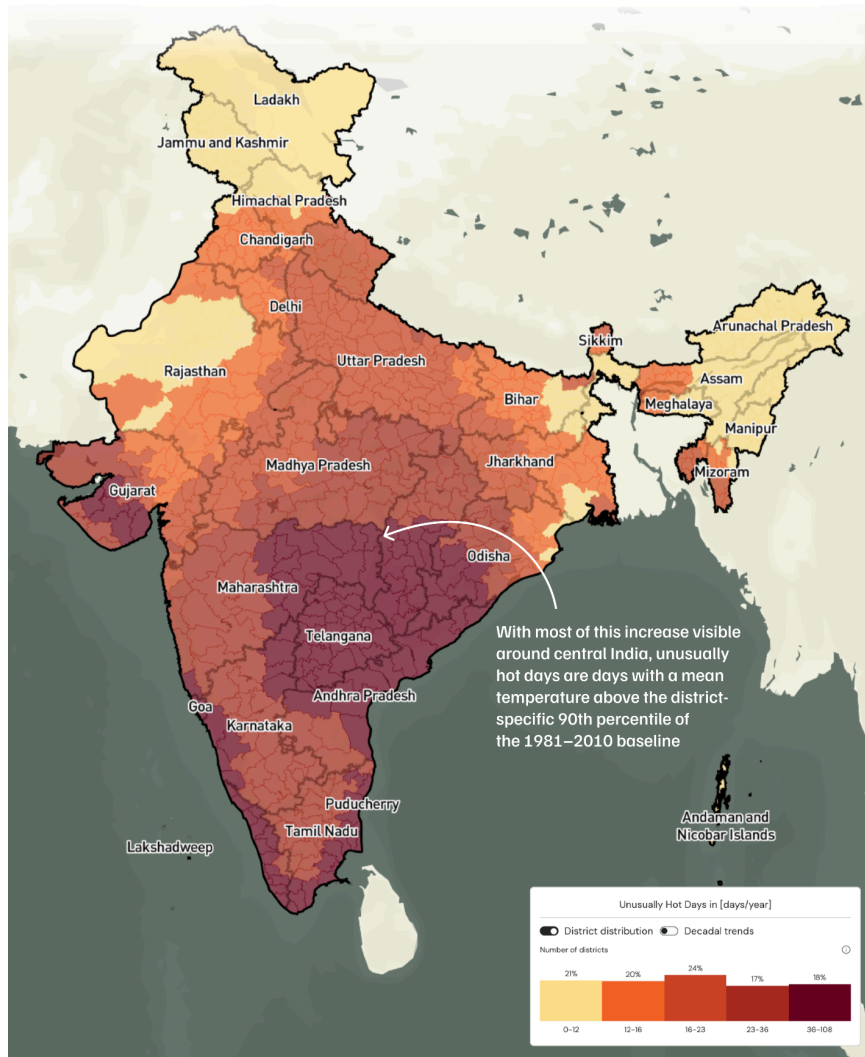 Ladakh
Jammu and Kashmir
Himachal Pradesh
Chandigarh
Delhi
Rajasthan
Uttar Pradesh
Sikkim
Arunachal Pradesh
Assam
Bihar
Meghalaya
Manipur
Madhya Pradesh
Jharkhand
Mizoram
Gujarat
Odisha
Maharashtra
Telangana
With most of this increase visible
around central India, unusually
hot days are days with a mean
temperature above the district-
specific 90th percentile of
the 1981–2010 baseline
Andhra Pradesh
Goa
Karnataka
Puducherry
Tamil Nadu
Lakshadweep
Andaman and
Nicobar Islands
Unusually Hot Days in [days/year]
District distribution Decadal trends
Number of districts
21% 20% 24% 17% 18%
0–12 12–16 16–23 23–36 36–108